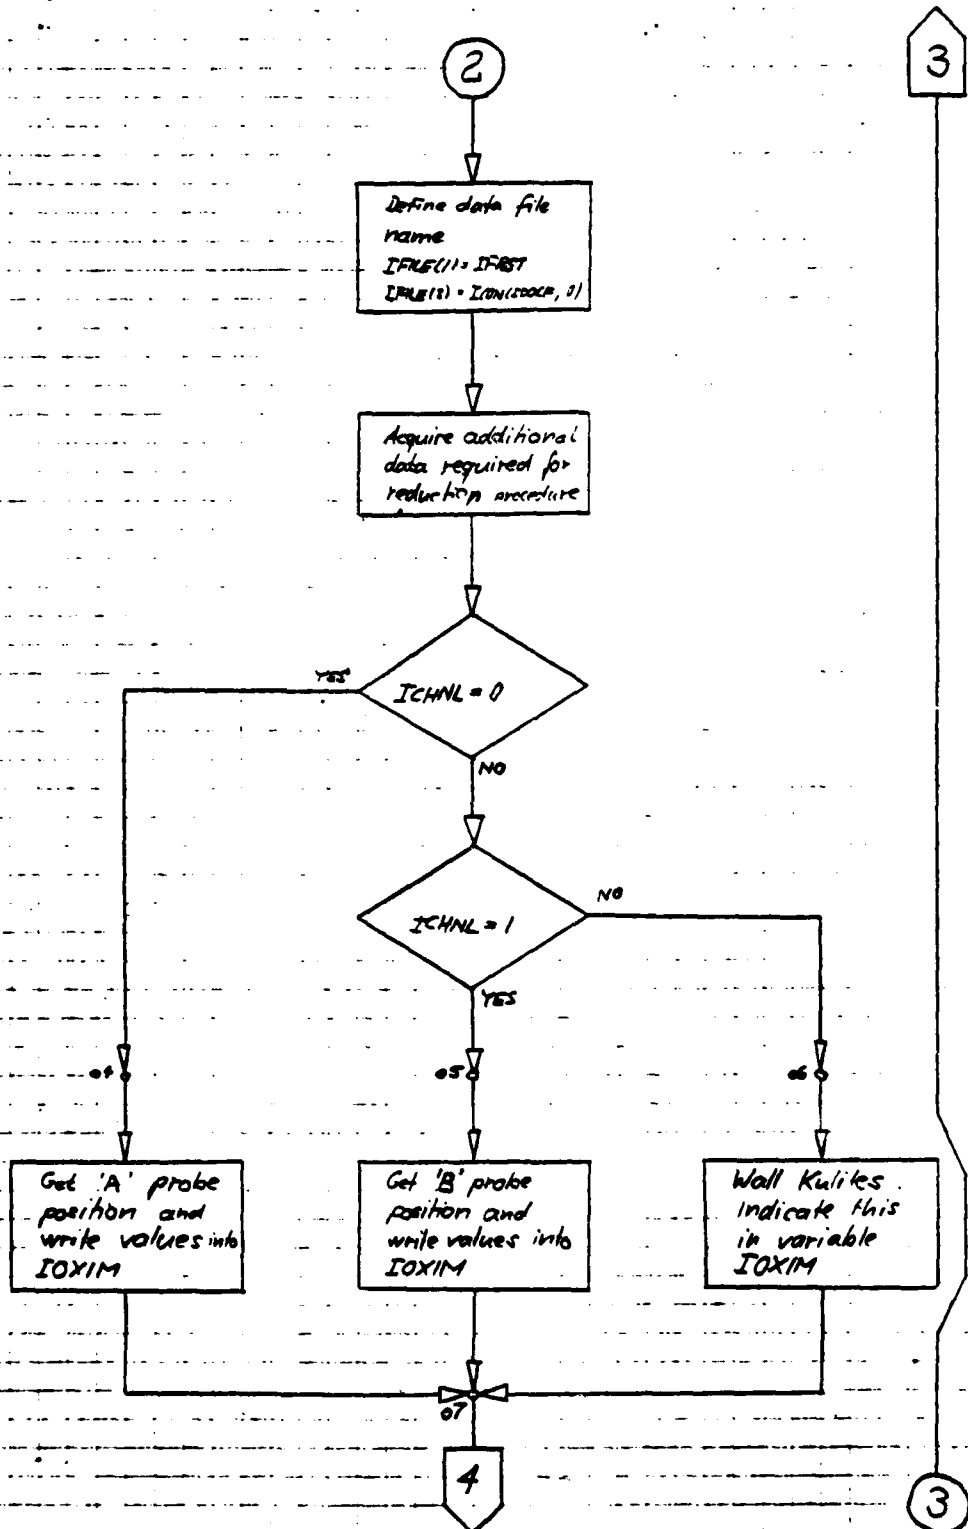 2
3
Define data file
name
IFILE(1) = IFRST
Acquire additional
data required for
reduction procedure
YES
ICHNL = 0
NO
ICHNL = 1
NO
YES
04
05
06
Get 'A' probe
position and
write values into
IOXIM
Get 'B' probe
position and
write values into
IOXIM
Wall Kulites.
Indicate this
in variable
IOXIM
07
4
3